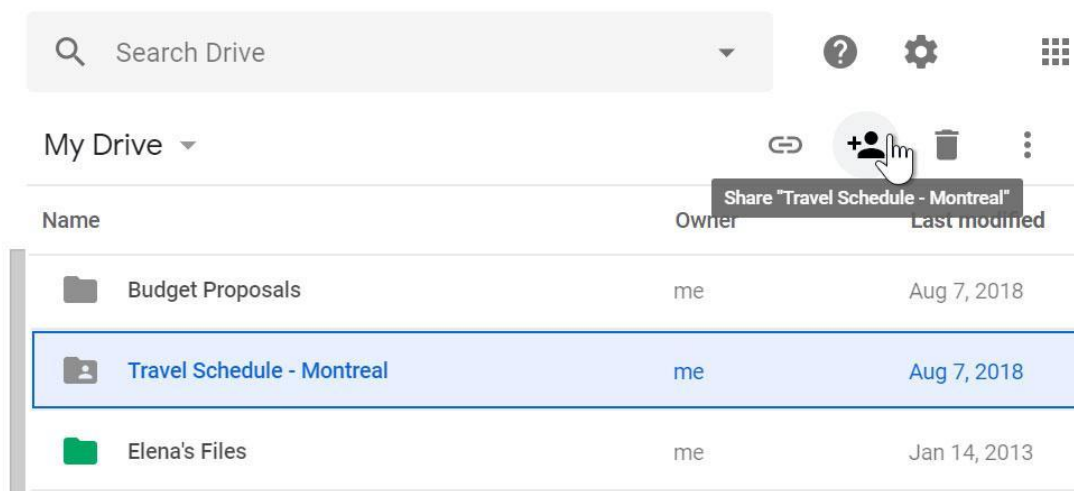 Search Drive
My Drive
Share "Travel Schedule - Montreal"
Name Owner Last modified
Budget Proposals me Aug 7, 2018
Travel Schedule - Montreal me Aug 7, 2018
Elena's Files me Jan 14, 2013